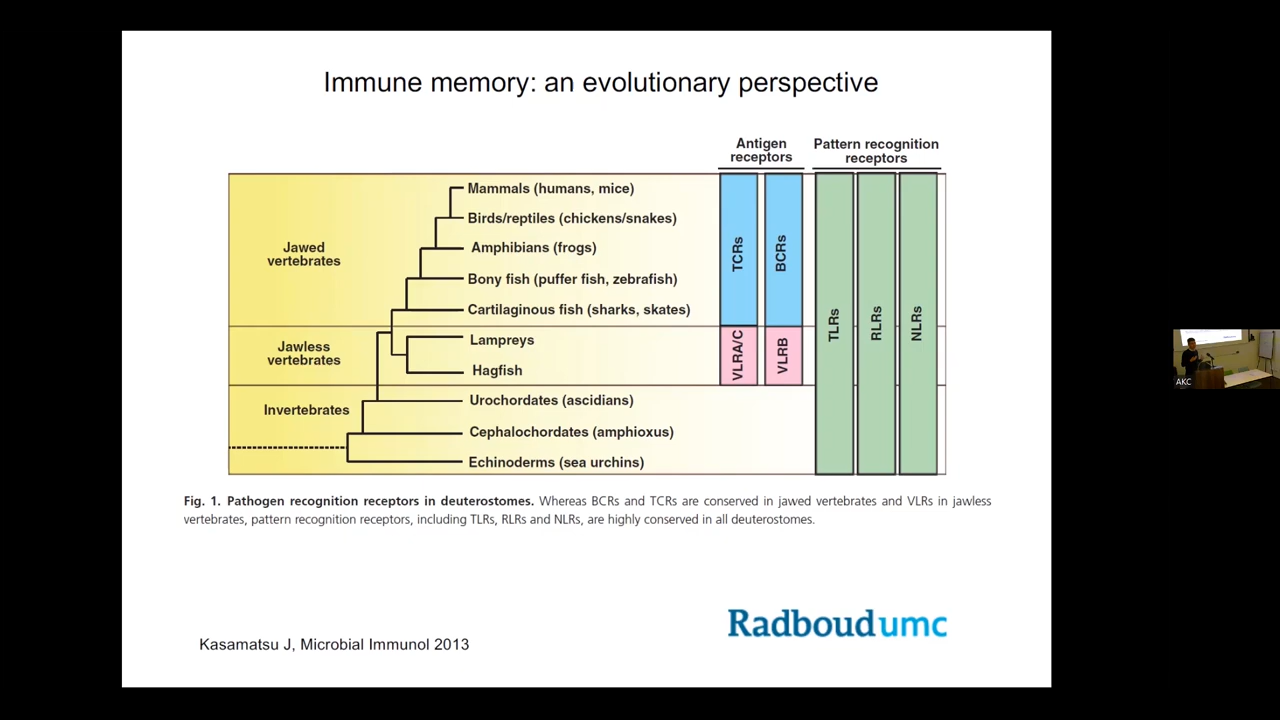 Immune memory: an evolutionary perspective
Antigen
receptors
Pattern recognition
receptors
Jawed
vertebrates
Mammals (humans, mice)
Birds/reptiles (chickens/snakes)
Amphibians (frogs)
Bony fish (puffer fish, zebrafish)
Cartilaginous fish (sharks, skates)
Jawless
vertebrates
Lampreys
Hagfish
Invertebrates
Urochordates (ascidians)
Cephalochordates (amphioxus)
Echinoderms (sea urchins)
TCRs
BCRs
VLRA/C
VLRB
TLRs
RLRs
NLRs
Fig. 1. Pathogen recognition receptors in deuterostomes. Whereas BCRs and TCRs are conserved in jawed vertebrates and VLRs in jawless
vertebrates, pattern recognition receptors, including TLRs, RLRs and NLRs, are highly conserved in all deuterostomes.
Kasamatsu J, Microbial Immunol 2013
Radboudumc
AKC